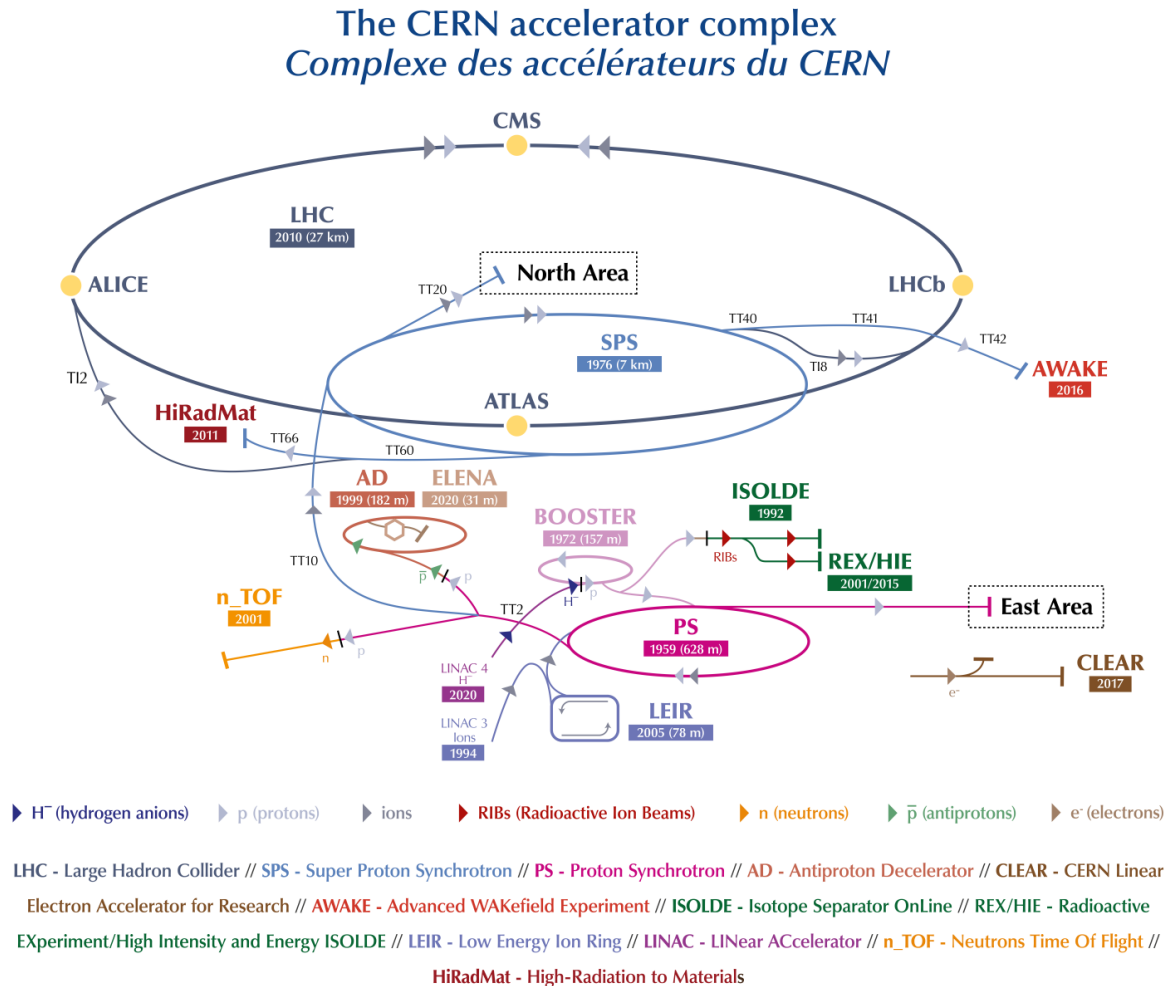 The CERN accelerator complex
Complexe des accélérateurs du CERN
CMS
LHC
2010 (27 km)
ALICE
North Area
TT20
LHCb
SPS
1976 (7 km)
TT40
TT41
TT42
TI8
AWAKE
2016
TI2
HiRadMat
2011
ATLAS
TT66
TT60
AD
1999 (182 m)
ELENA
2020 (31 m)
ISOLDE
1992
BOOSTER
1972 (157 m)
RIBs
REX/HIE
2001/2015
TT10
p̅
p
H⁻
p
TT2
n_TOF
2001
n
p
East Area
PS
1959 (628 m)
LINAC 4
H⁻
2020
CLEAR
2017
e-
LEIR
2005 (78 m)
LINAC 3
Ions
1994
H⁻ (hydrogen anions)
p (protons)
ions
RIBs (Radioactive Ion Beams)
n (neutrons)
p̅ (antiprotons)
e- (electrons)
LHC - Large Hadron Collider // SPS - Super Proton Synchrotron // PS - Proton Synchrotron // AD - Antiproton Decelerator // CLEAR - CERN Linear
Electron Accelerator for Research // AWAKE - Advanced WAKefield Experiment // ISOLDE - Isotope Separator OnLine // REX/HIE - Radioactive
EXperiment/High Intensity and Energy ISOLDE // LEIR - Low Energy Ion Ring // LINAC - LINear ACcelerator // n_TOF - Neutrons Time Of Flight //
HiRadMat - High-Radiation to Materials